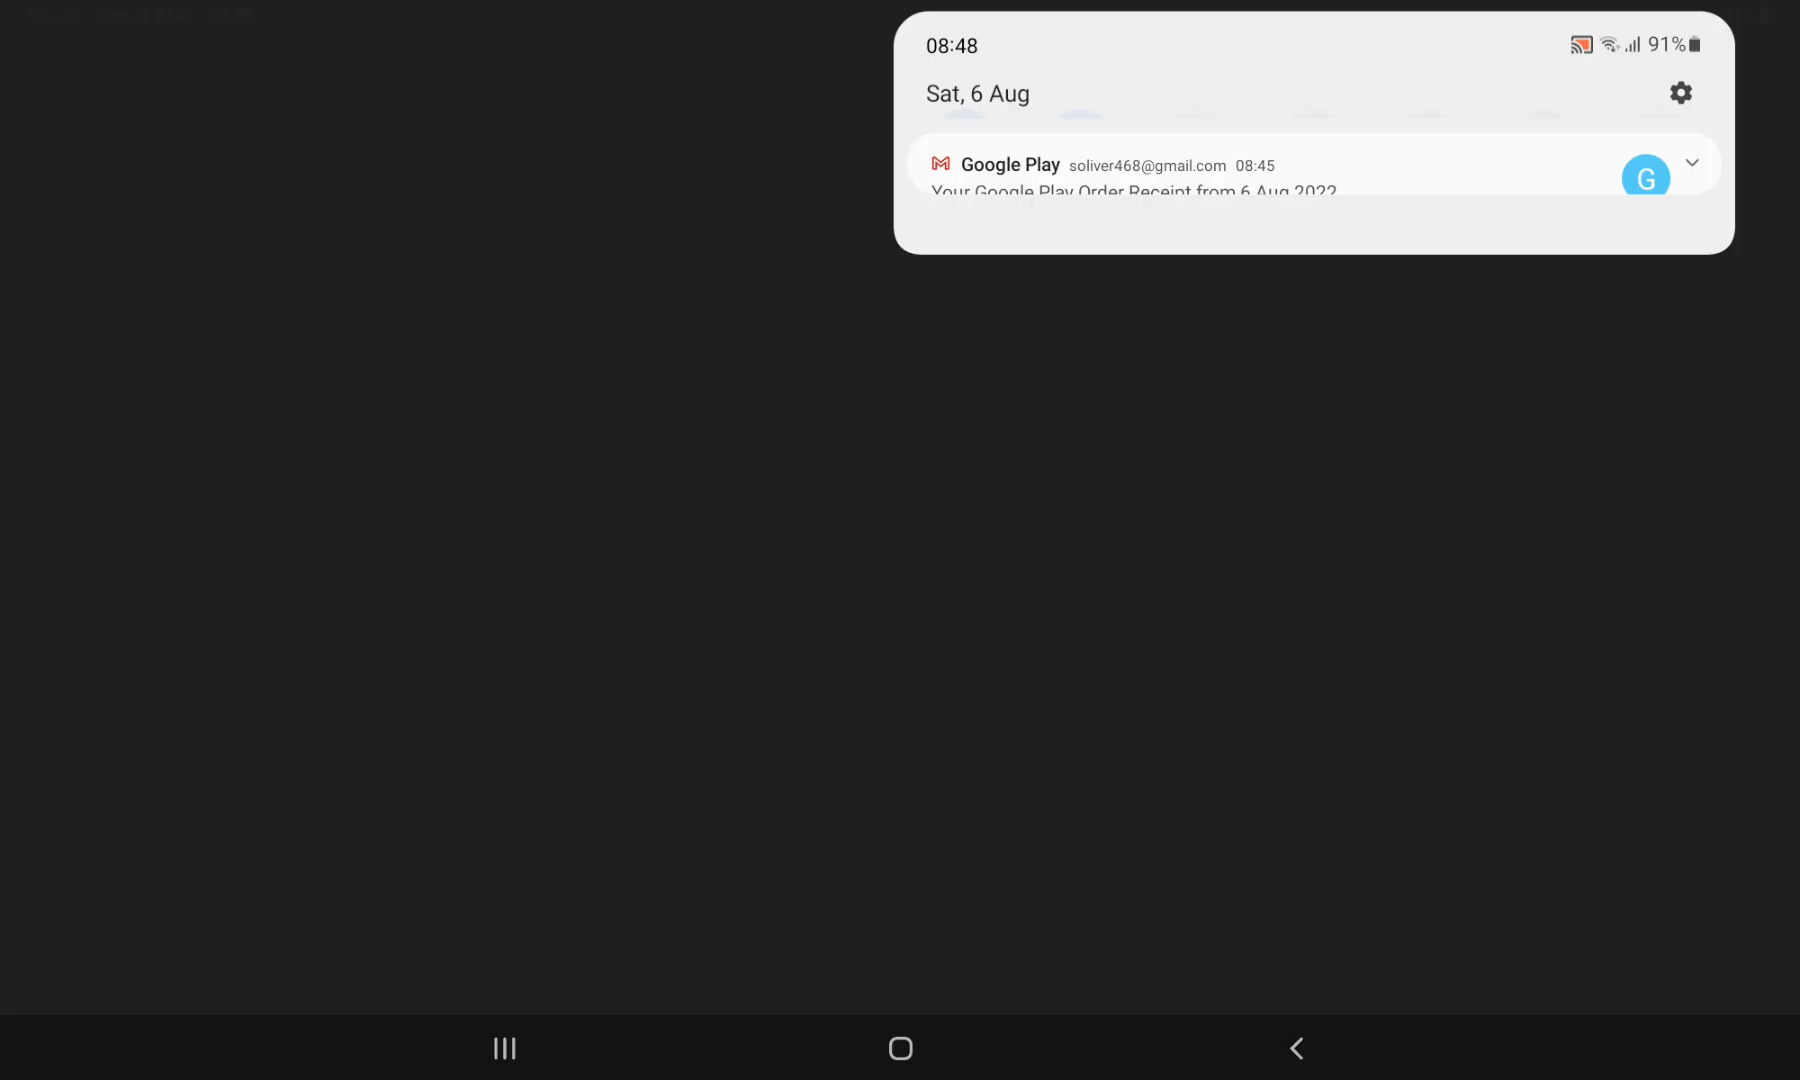 08:48
91%
Sat, 6 Aug
Google Play soliver468@gmail.com 08:45
G
Your Google Play Order Receipt from 6 Aug 2022